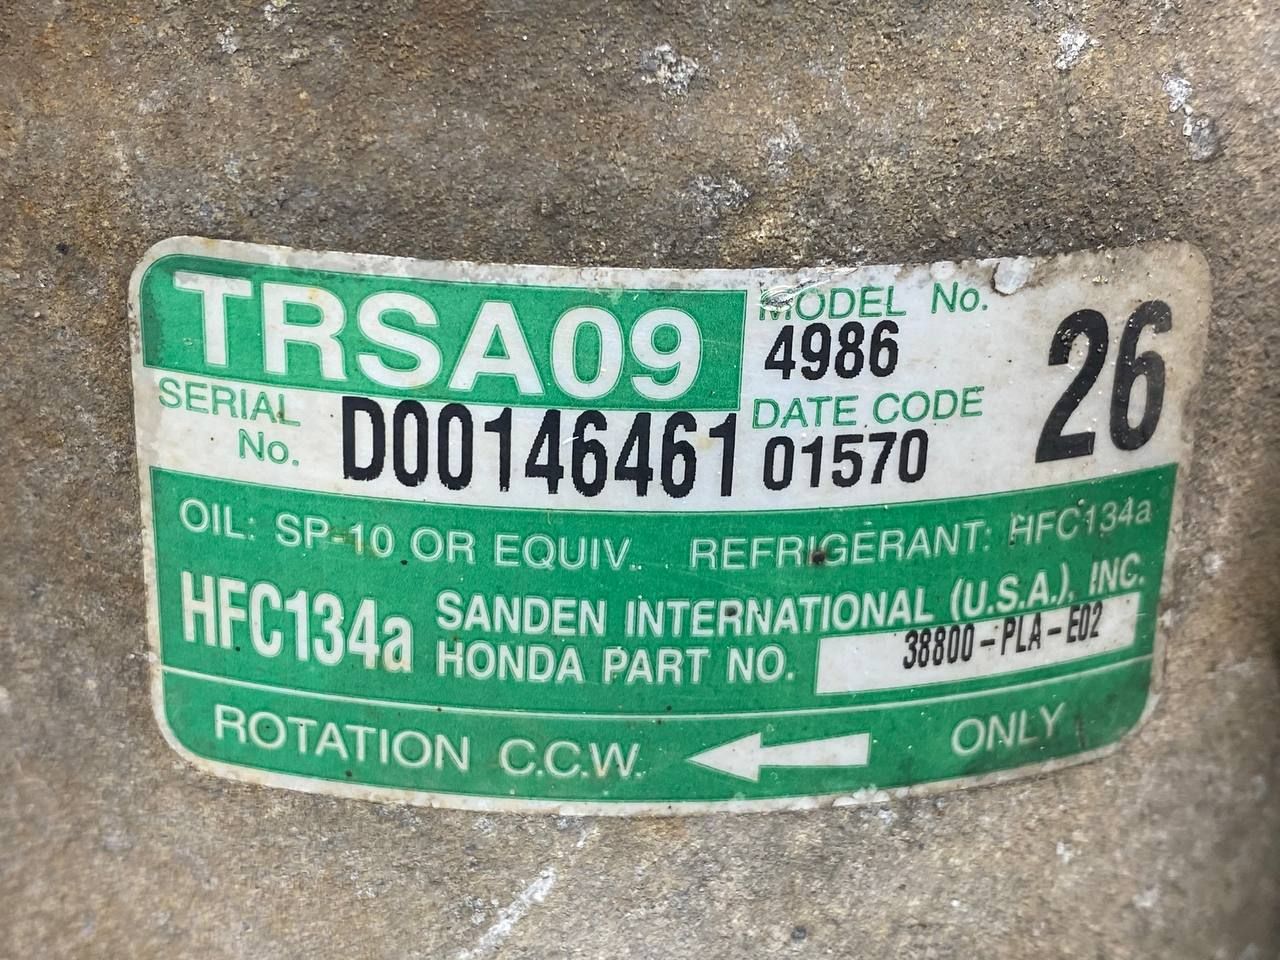 TRSA09
MODEL No.
4986
26
SERIAL No.
D00146461
DATE CODE
01570
OIL: SP-10 OR EQUIV. REFRIGERANT: HFC134a
HFC134a
SANDEN INTERNATIONAL (U.S.A.), INC.
HONDA PART NO. 38800-PLA-E02
ROTATION C.C.W. ONLY